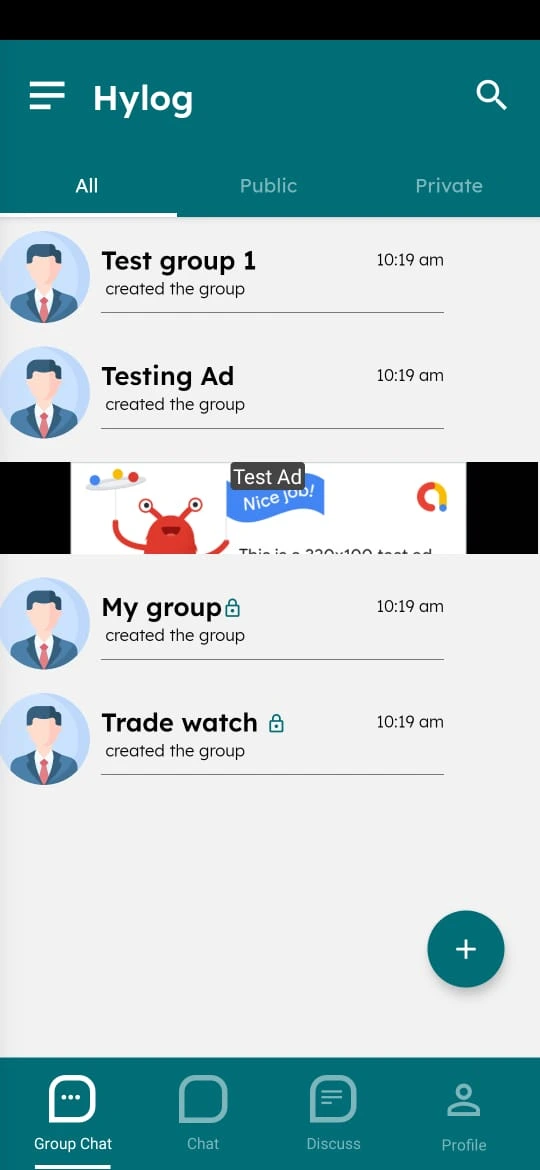 Hylog
All Public Private
Test group 1 10:19 am
created the group
Testing Ad 10:19 am
created the group
Test Ad
Nice job!
This is a 320x100 test ad
My group 10:19 am
created the group
Trade watch 10:19 am
created the group
Group Chat Chat Discuss Profile